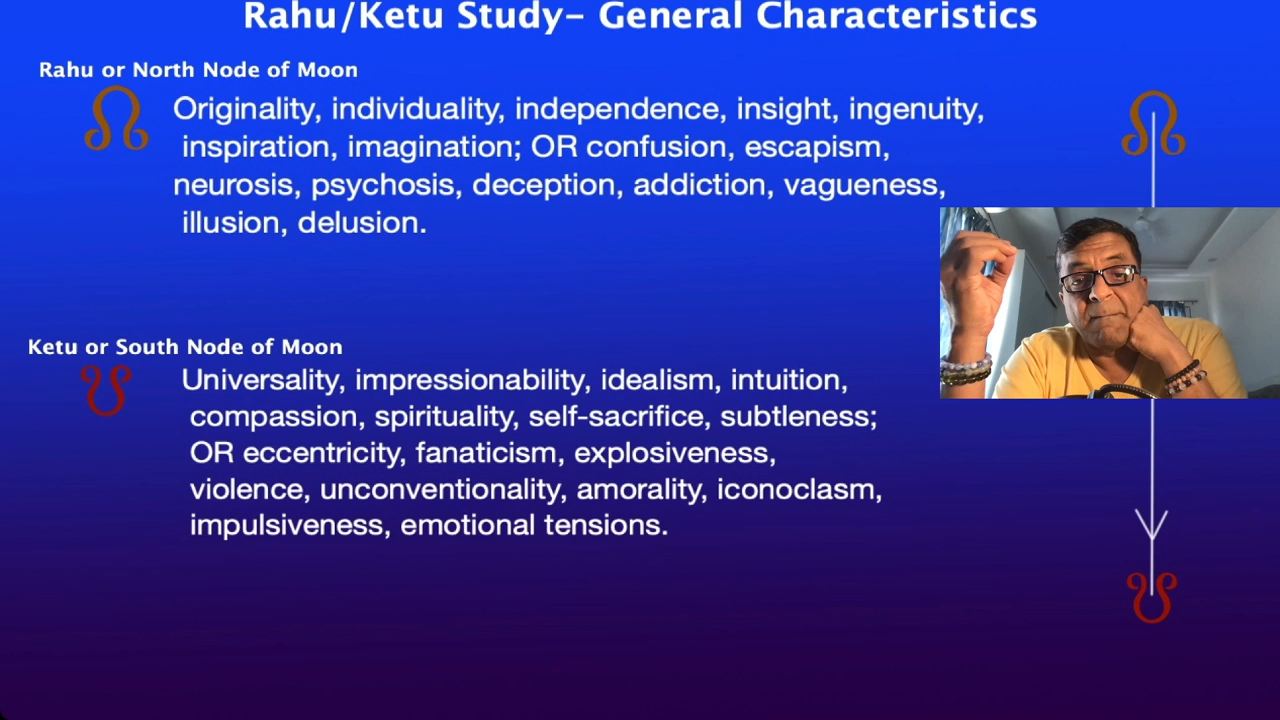 Rahu/Ketu Study– General Characteristics
Rahu or North Node of Moon
Originality, individuality, independence, insight, ingenuity,
inspiration, imagination; OR confusion, escapism,
neurosis, psychosis, deception, addiction, vagueness,
illusion, delusion.
Ketu or South Node of Moon
Universality, impressionability, idealism, intuition,
compassion, spirituality, self-sacrifice, subtleness;
OR eccentricity, fanaticism, explosiveness,
violence, unconventionality, amorality, iconoclasm,
impulsiveness, emotional tensions.